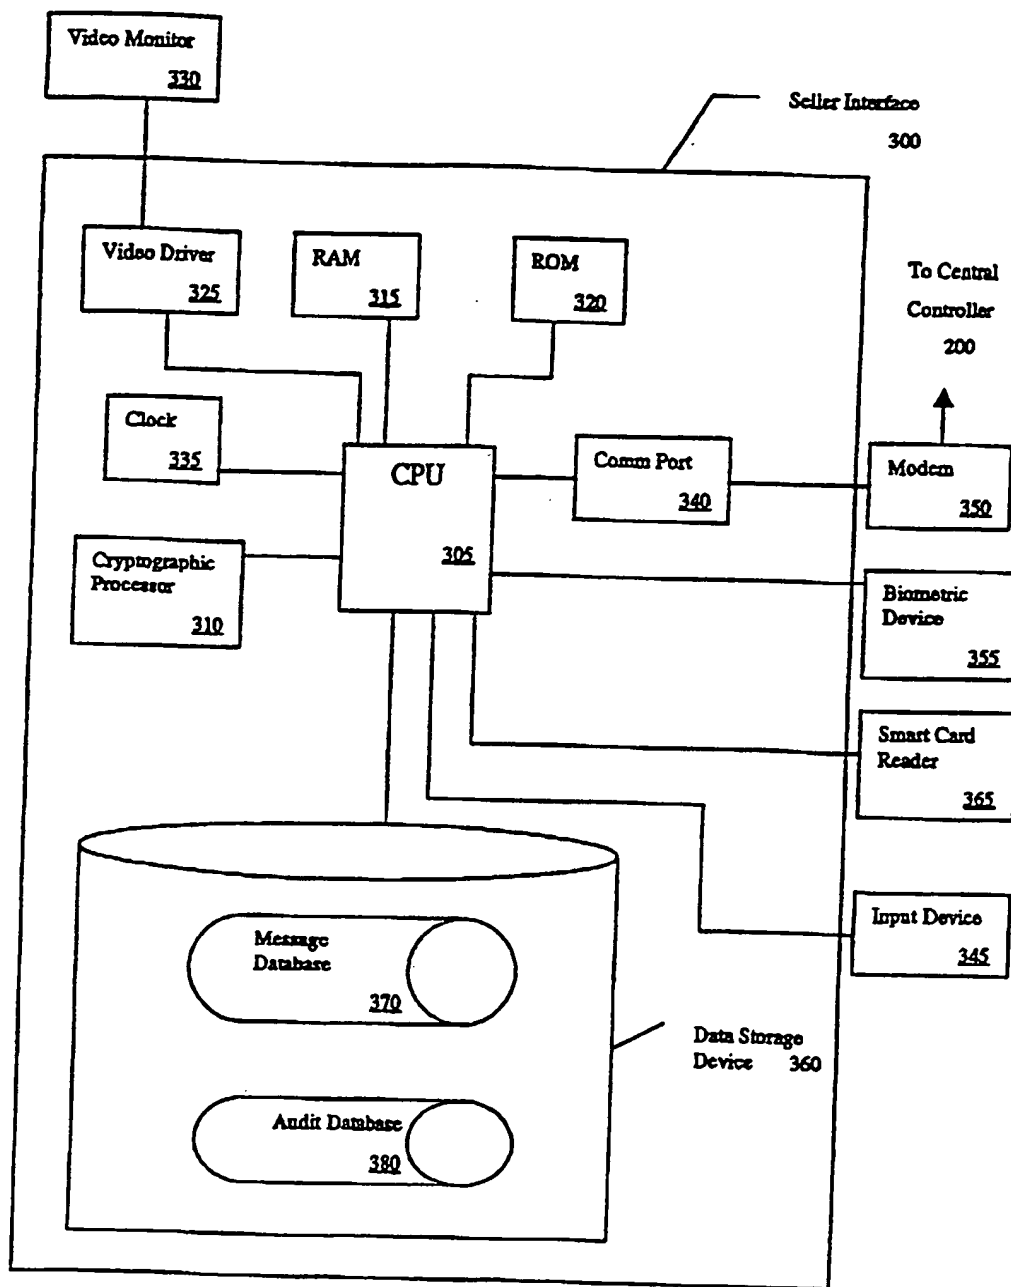 Video Monitor
330
Seller Interface
300
Video Driver
325
RAM
315
ROM
320
To Central
Controller
200
Clock
335
CPU
305
Comm Port
340
Modem
350
Cryptographic
Processor
310
Biometric
Device
355
Smart Card
Reader
365
Input Device
345
Message
Database
370
Data Storage
Device 360
Audit Database
380